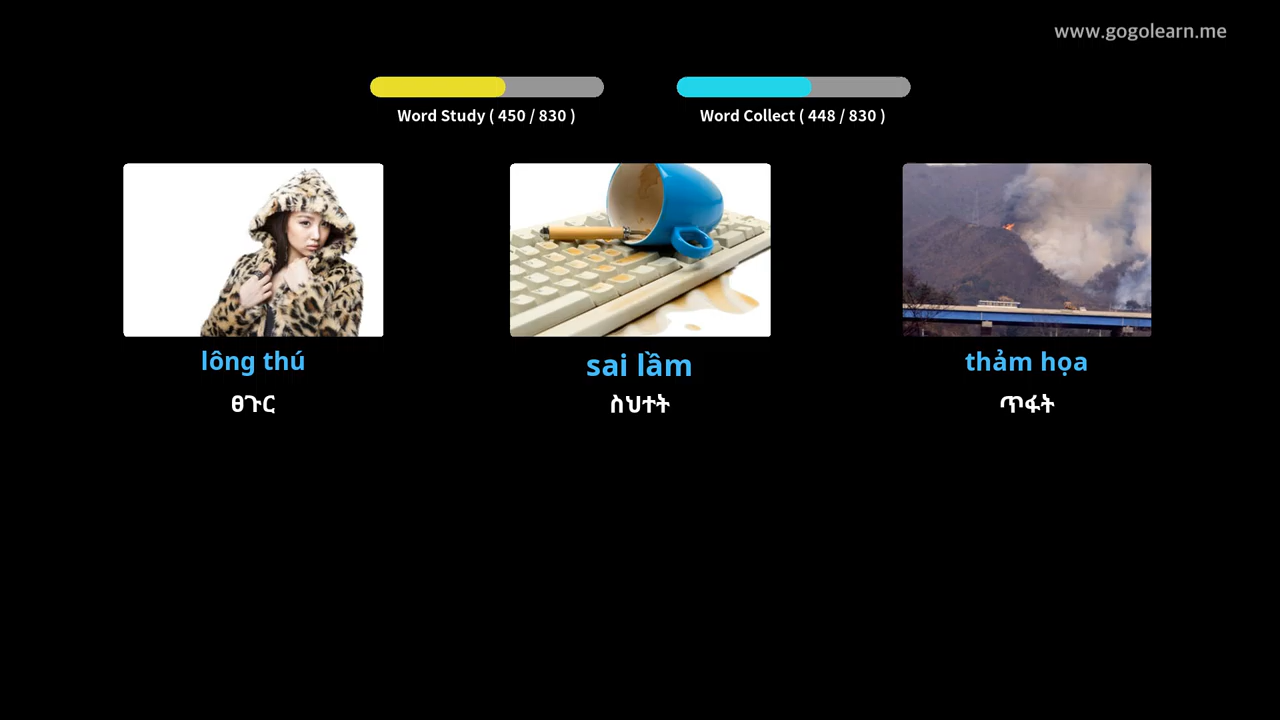 www.gogolearn.me
Word Study ( 450 / 830 )
Word Collect ( 448 / 830 )
lông thú
sai lầm
thảm họa
ፀጉር
ስህተት
ጥፋት